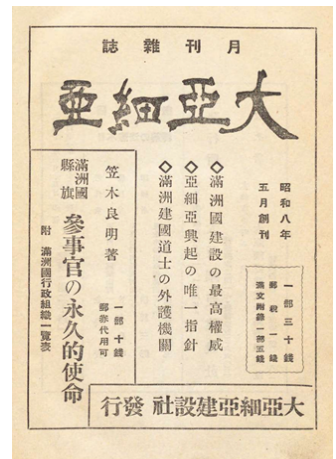 月刊雑誌
大亞細亜
昭和八年
五月創刊
一部三十錢
郵税一錢
◇滿洲國建設の最高權威
◇亞細亞興起の唯一指針
◇滿洲建國道士の外護機關
笠木良明著
一部十錢
郵券代用可
滿洲國
縣旗
參事官の永久的使命
附 滿洲國行政組織一覽表
大亞細亞建設社 發行